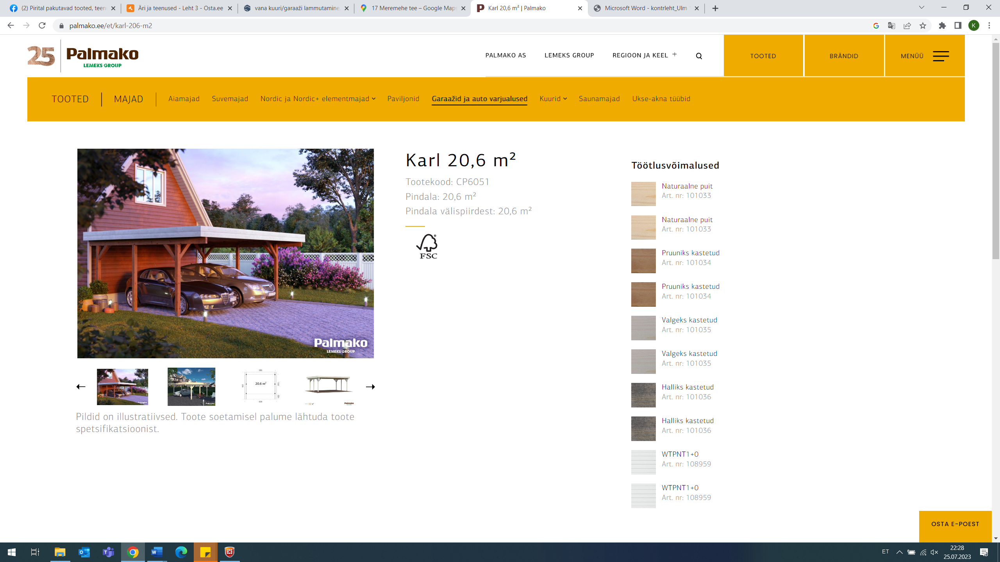 (2) Pirital pakutavad tooted, teen
Äri ja teenused - Leht 3 - Osta.ee
vana kuuri/garaaži lammutamine,
17 Meremehe tee – Google Maps
Karl 20,6 m² | Palmako
Microsoft Word - kontrleht_Ulm
palmako.ee/et/karl-206-m2
K
25 Palmako
LEMEKS GROUP
PALMAKO AS
LEMEKS GROUP
REGIOON JA KEEL +
TOOTED
BRÄNDID
MENÜÜ
TOOTED
MAJAD
Aiamajad
Suvemajad
Nordic ja Nordic+ elementmajad
Paviljonid
Garaažid ja auto varjualused
Kuurid
Saunamajad
Ukse-akna tüübid
Karl 20,6 m²
Tootekood: CP6051
Pindala: 20,6 m²
Pindala välispiirdest: 20,6 m²
FSC
Palmako
LEMEKS GROUP
20.6 m²
600
Palmako
Pildid on illustratiivsed. Toote soetamisel palume lähtuda toote
spetsifikatsioonist.
Töötlusvõimalused
Naturaalne puit
Art. nr: 101033
Naturaalne puit
Art. nr: 101033
Pruuniks kastetud
Art. nr: 101034
Pruuniks kastetud
Art. nr: 101034
Valgeks kastetud
Art. nr: 101035
Valgeks kastetud
Art. nr: 101035
Halliks kastetud
Art. nr: 101036
Halliks kastetud
Art. nr: 101036
WTPNT1+0
Art. nr: 108959
WTPNT1+0
Art. nr: 108959
OSTA E-POEST
ET
22:28
25.07.2023